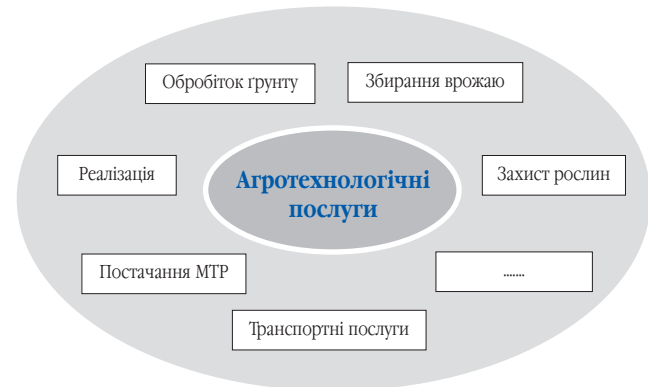 Обробіток ґрунту
Збирання врожаю
Реалізація
Агротехнологічні
послуги
Захист рослин
Постачання МТР
.......
Транспортні послуги